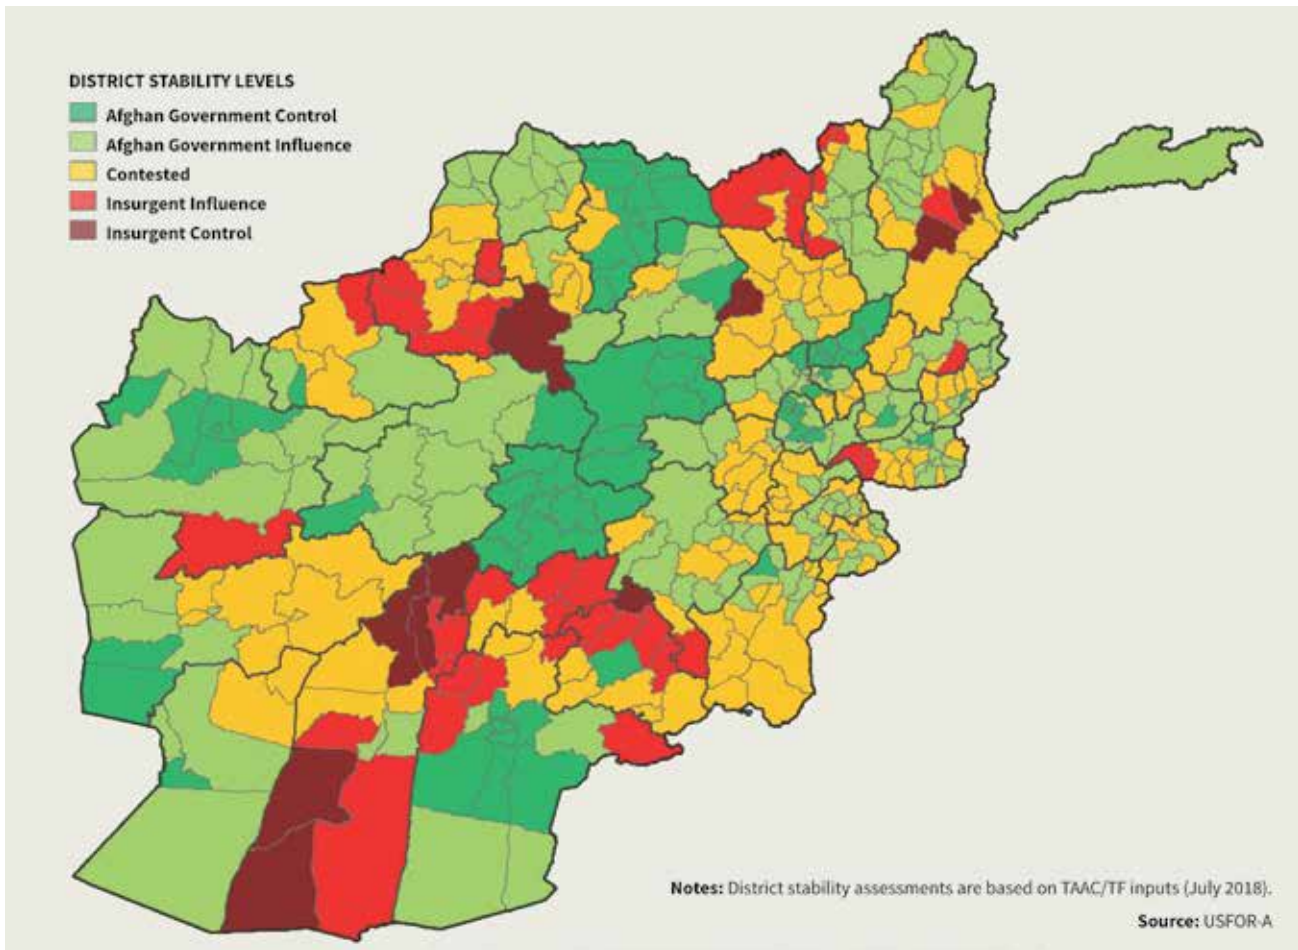 DISTRICT STABILITY LEVELS
Afghan Government Control
Afghan Government Influence
Contested
Insurgent Influence
Insurgent Control
Notes: District stability assessments are based on TAAC/TF inputs (July 2018).
Source: USFOR-A